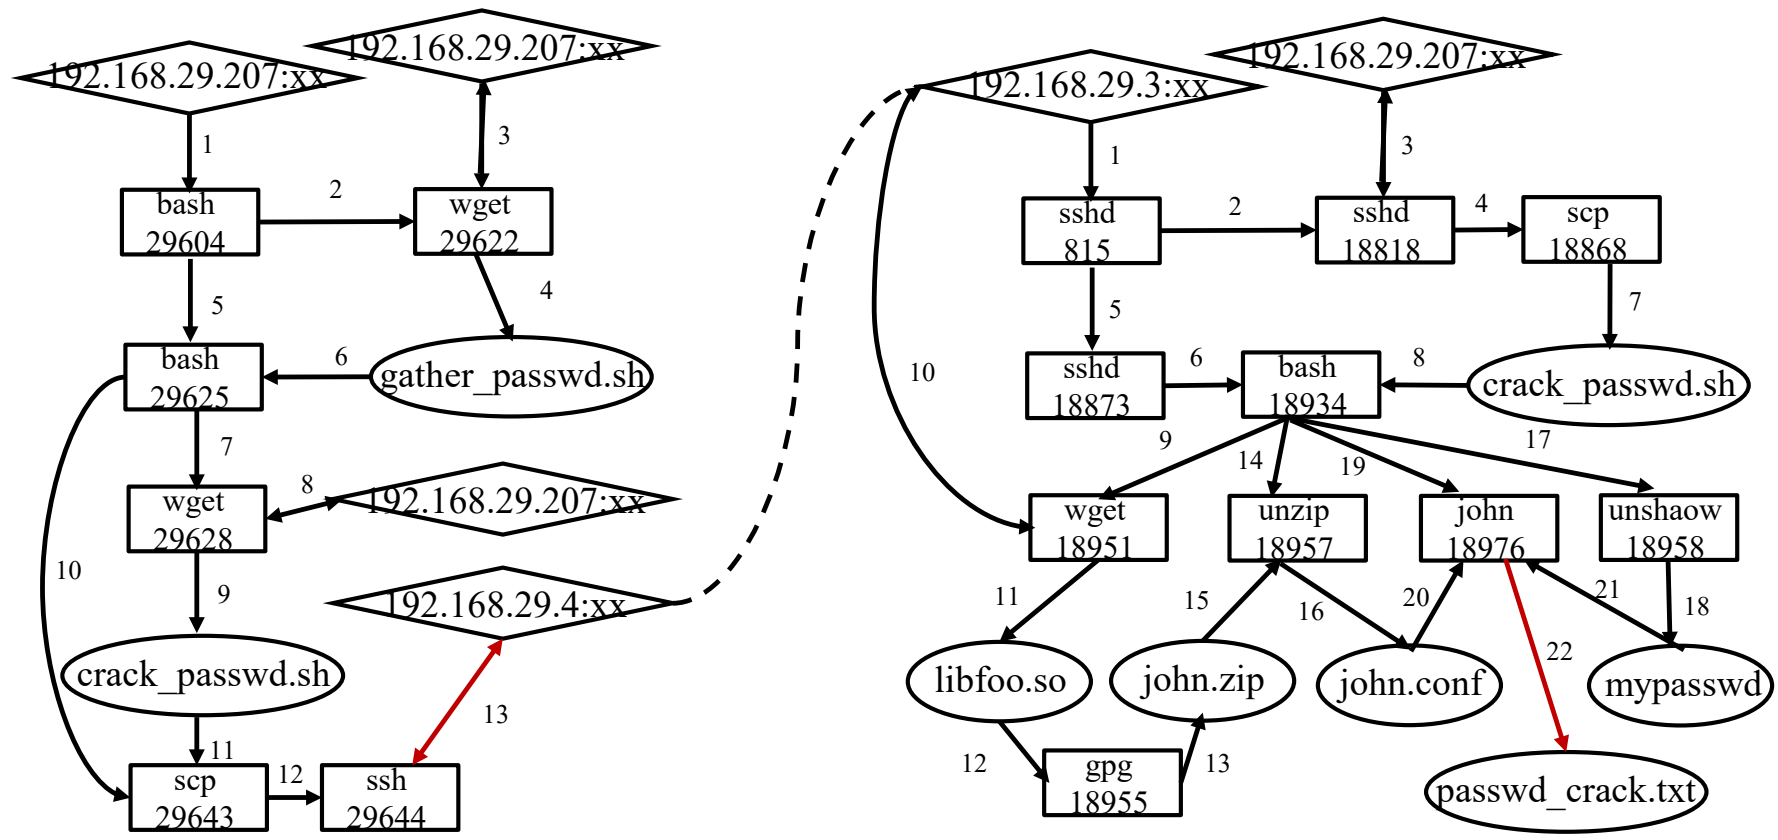 192.168.29.207:xx
192.168.29.207:xx
1
3
2
bash
29604
wget
29622
5
4
bash
29625
6
gather_passwd.sh
7
wget
29628
8
192.168.29.207:xx
10
9
192.168.29.4:xx
crack_passwd.sh
13
11
12
scp
29643
ssh
29644
192.168.29.3:xx
192.168.29.207:xx
1
3
2
4
sshd
815
sshd
18818
scp
18868
5
7
10
sshd
18873
6
bash
18934
8
crack_passwd.sh
9
14
19
17
wget
18951
unzip
18957
john
18976
unshaow
18958
11
15
16
20
21
18
22
libfoo.so
john.zip
john.conf
mypasswd
12
13
gpg
18955
passwd_crack.txt